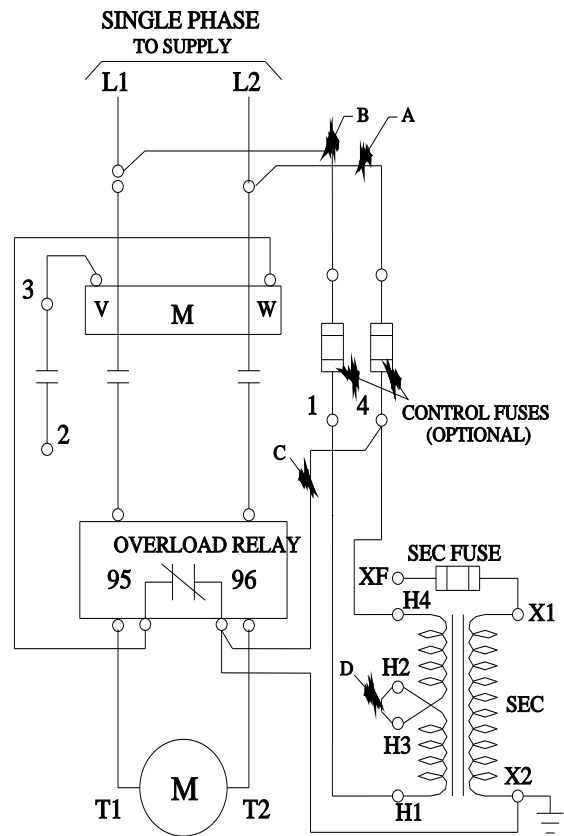 SINGLE PHASE
TO SUPPLY
L1 L2
B A
3
V M W
1 4
CONTROL FUSES
(OPTIONAL)
2
C
OVERLOAD RELAY
95 96
SEC FUSE
XF
H4 X1
D H2
SEC
H3
X2
H1
T1 M T2